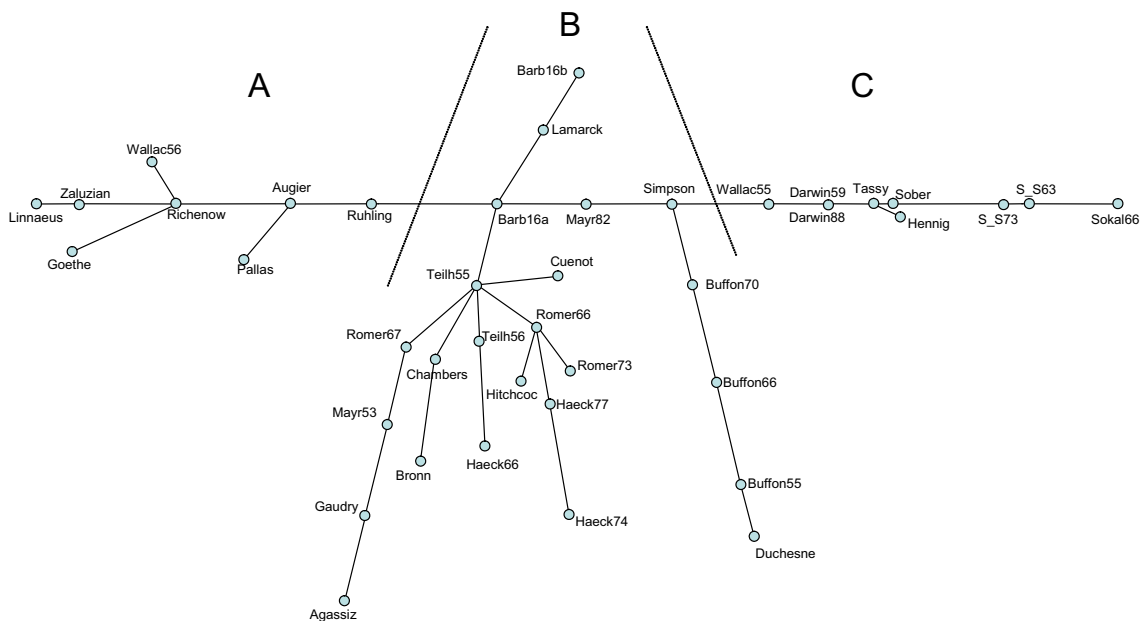 B
Barb16b
A
C
Lamarck
Wallac56
Zaluzian
Augier
Simpson
Wallac55
Darwin59
Tassy
Sober
S_S63
Linnaeus
Richenow
Ruhling
Barb16a
Mayr82
Darwin88
Hennig
S_S73
Sokal66
Goethe
Pallas
Cuenot
Teilh55
Buffon70
Romer66
Romer67
Teilh56
Chambers
Romer73
Hitchcoc
Buffon66
Haeck77
Mayr53
Bronn
Haeck66
Buffon55
Gaudry
Haeck74
Duchesne
Agassiz